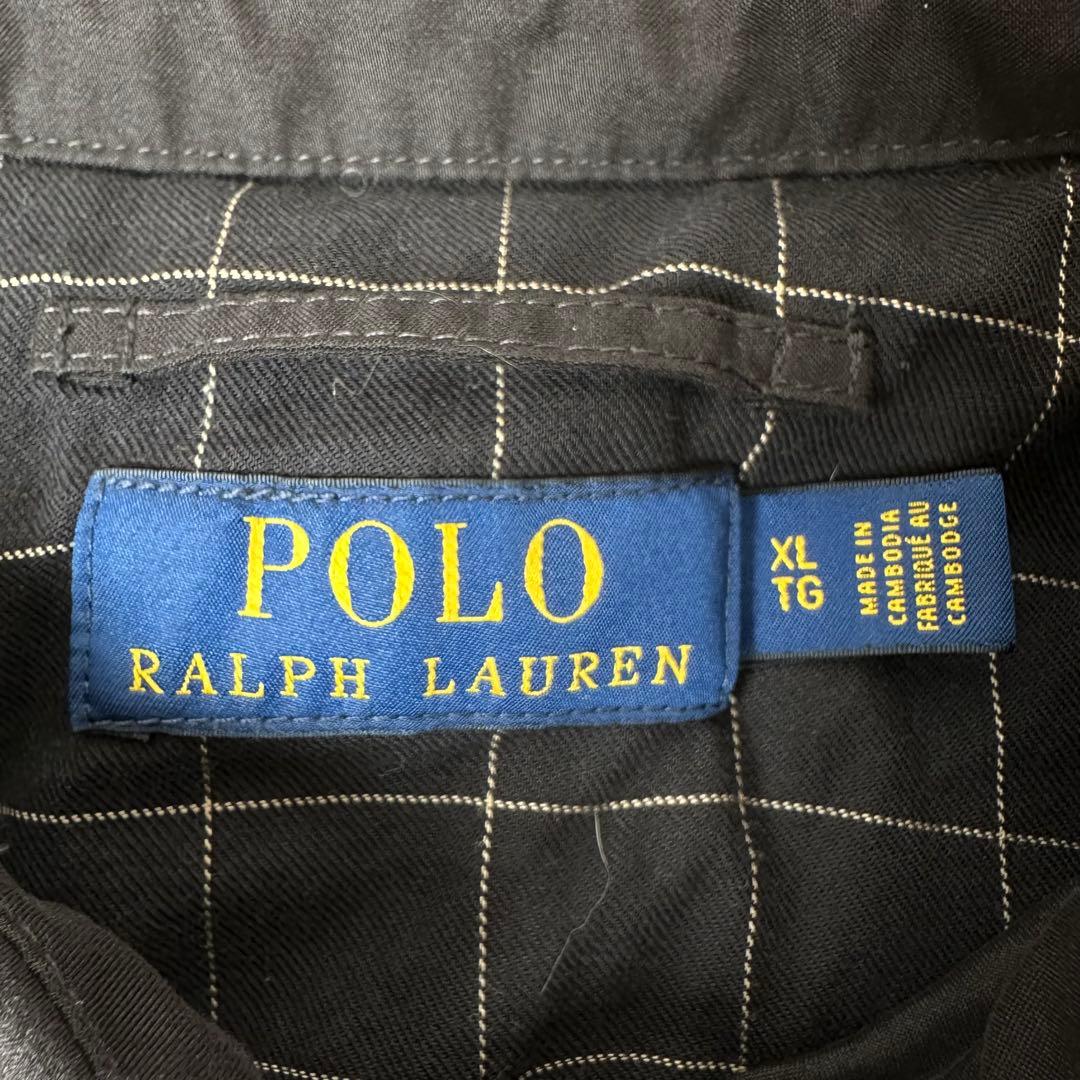 POLO
RALPH LAUREN
XL
TG
MADE IN
CAMBODIA
FABRIQUÉ AU
CAMBODGE